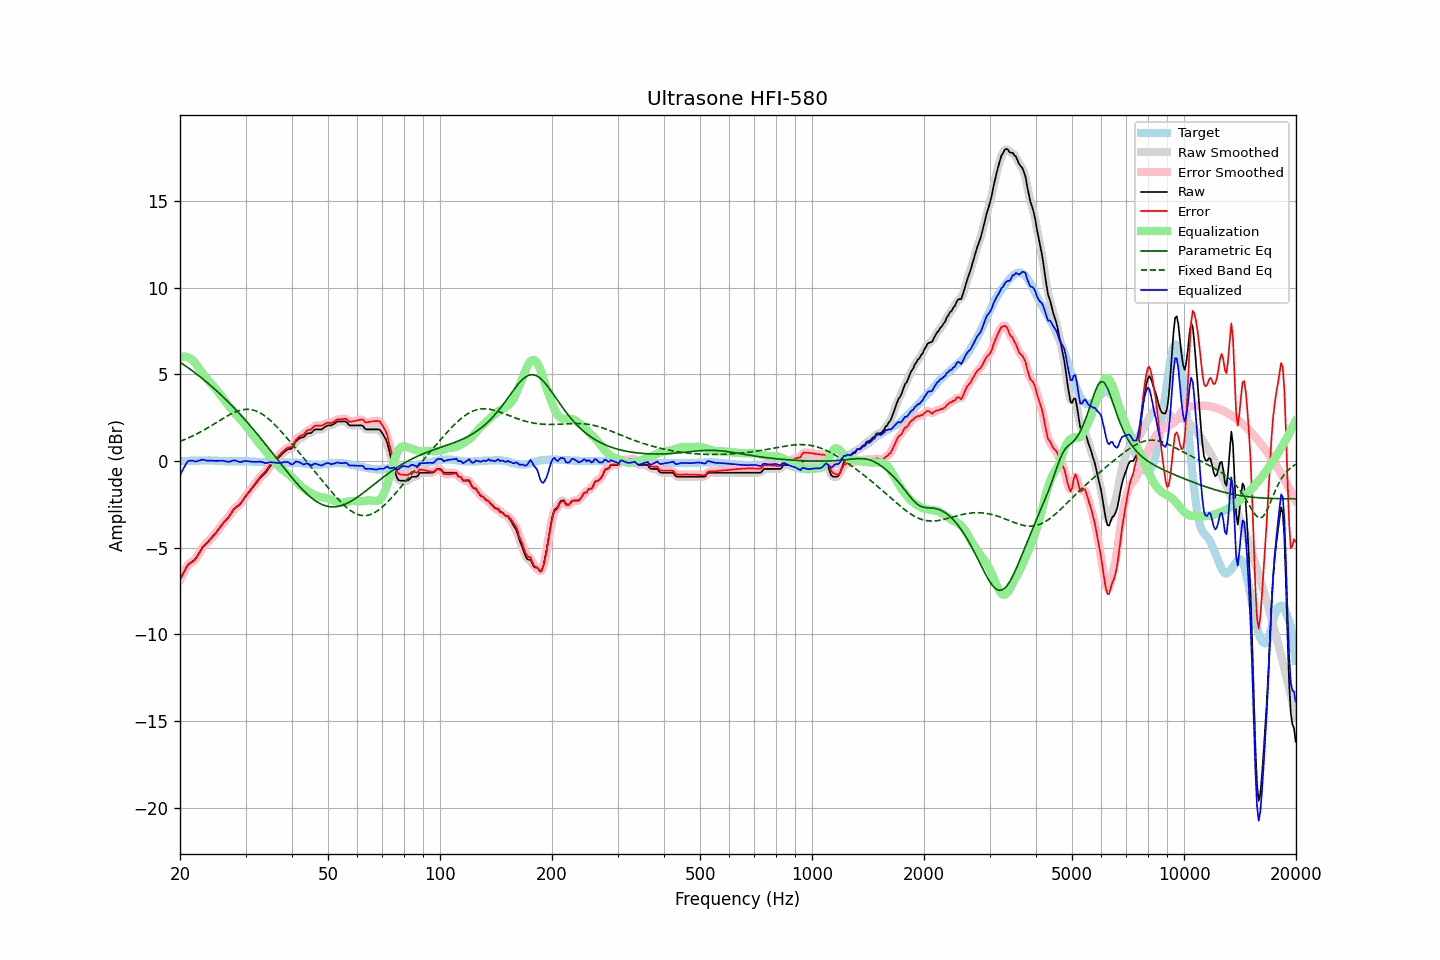 Ultrasone HFI-580
Target
Raw Smoothed
Error Smoothed
Raw
Error
Equalization
Parametric Eq
Fixed Band Eq
Equalized
15
10
5
0
−5
−10
−15
−20
Amplitude (dBr)
20 50 100 200 500 1000 2000 5000 10000 20000
Frequency (Hz)